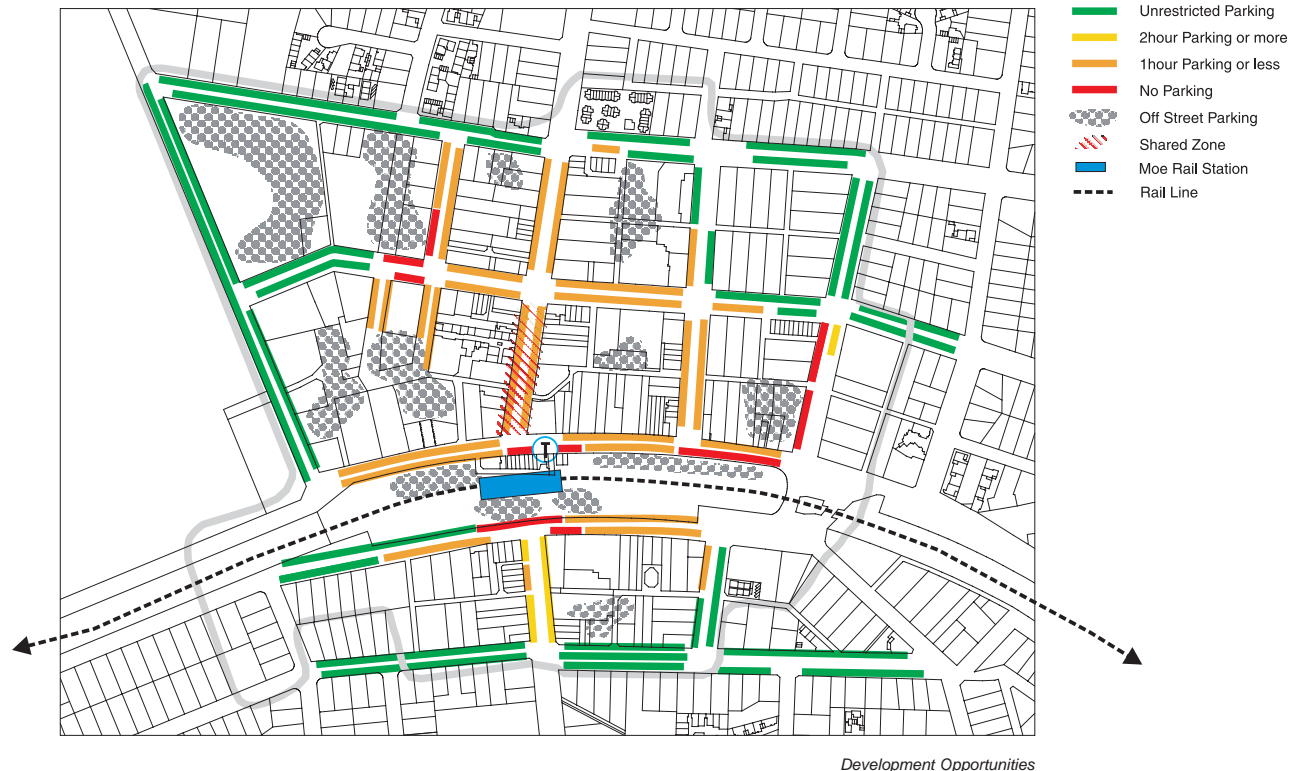 Unrestricted Parking
2hour Parking or more
1hour Parking or less
No Parking
Off Street Parking
Shared Zone
Moe Rail Station
Rail Line
T
Development Opportunities